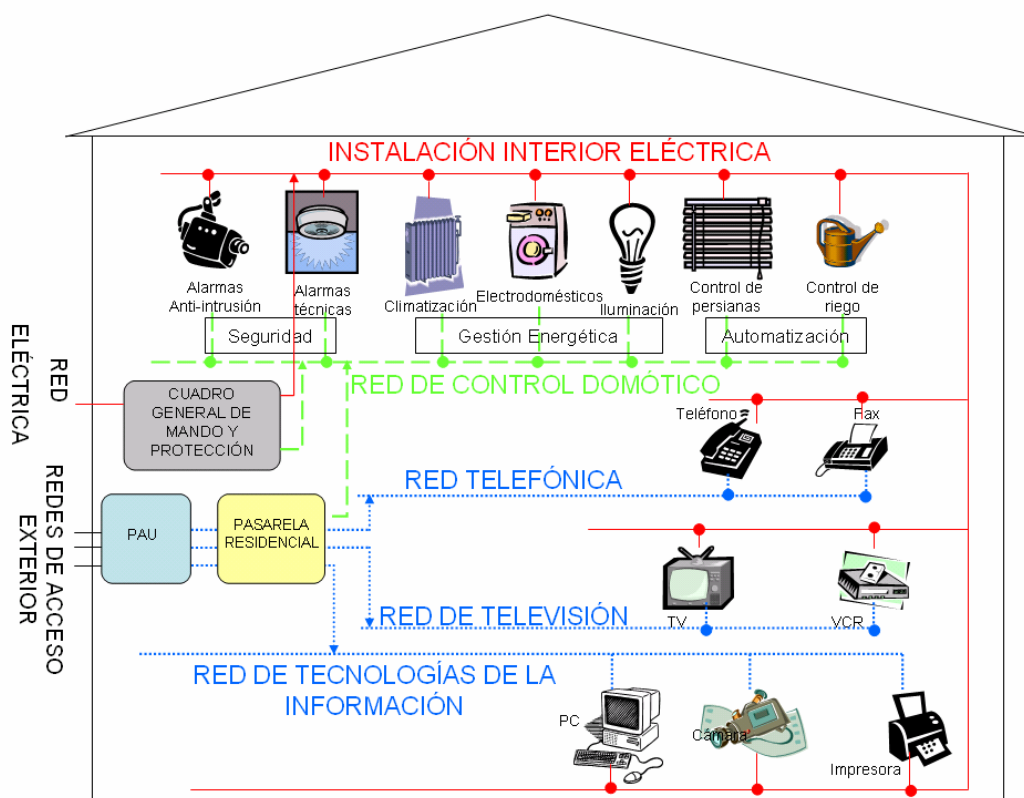 INSTALACIÓN INTERIOR ELÉCTRICA
Alarmas
Anti-intrusión
Alarmas
técnicas
Climatización
Electrodomésticos
Iluminación
Control de
persianas
Control de
riego
Seguridad
Gestión Energética
Automatización
RED DE CONTROL DOMÓTICO
RED
ELÉCTRICA
CUADRO
GENERAL DE
MANDO Y
PROTECCIÓN
Teléfono
Fax
RED TELEFÓNICA
REDES DE ACCESO
EXTERIOR
PAU
PASARELA
RESIDENCIAL
RED DE TELEVISIÓN
TV
VCR
RED DE TECNOLOGÍAS DE LA
INFORMACIÓN
PC
Cámara
Impresora